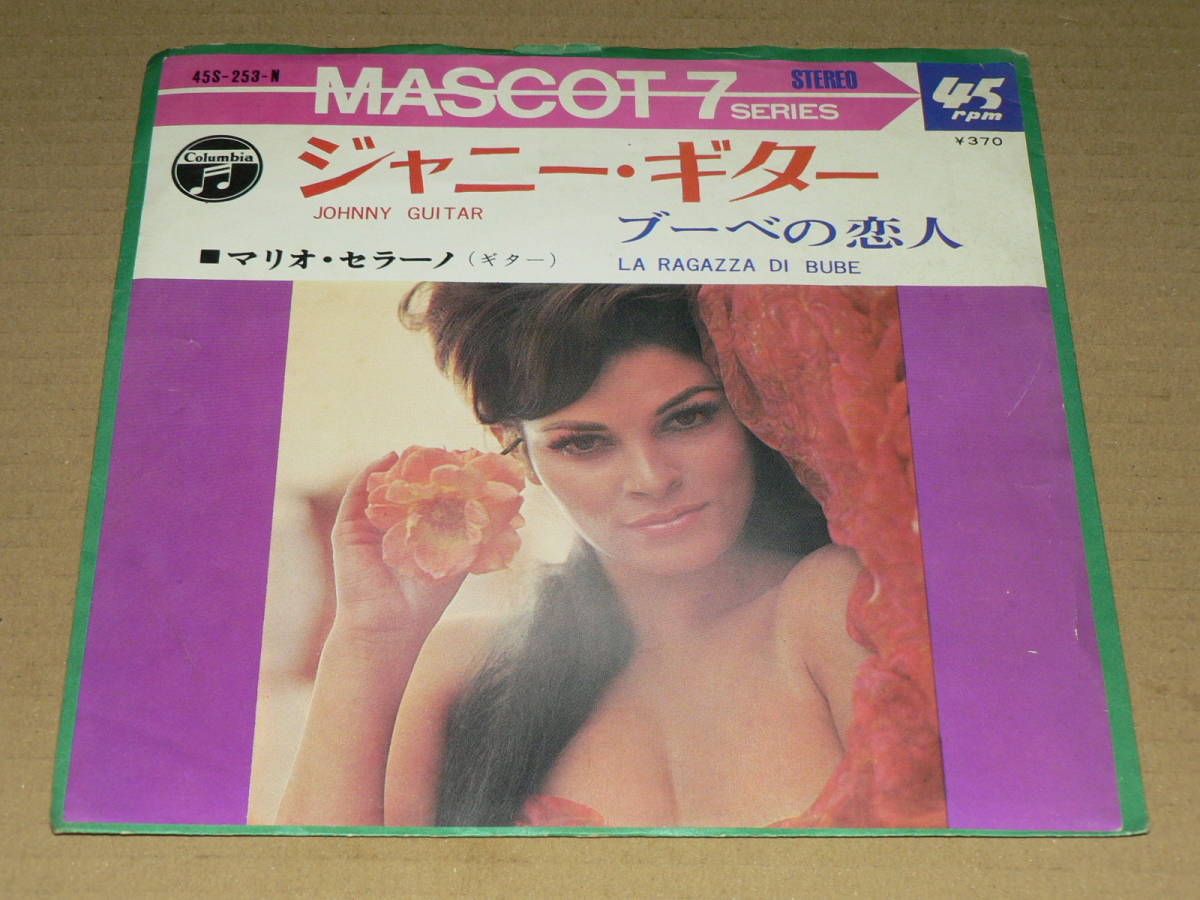 45S-253-N
MASCOT 7 SERIES
STEREO
45 rpm
¥370
Columbia
ジャニー・ギター
JOHNNY GUITAR
ブーベの恋人
LA RAGAZZA DI BUBE
■マリオ・セラーノ(ギター)